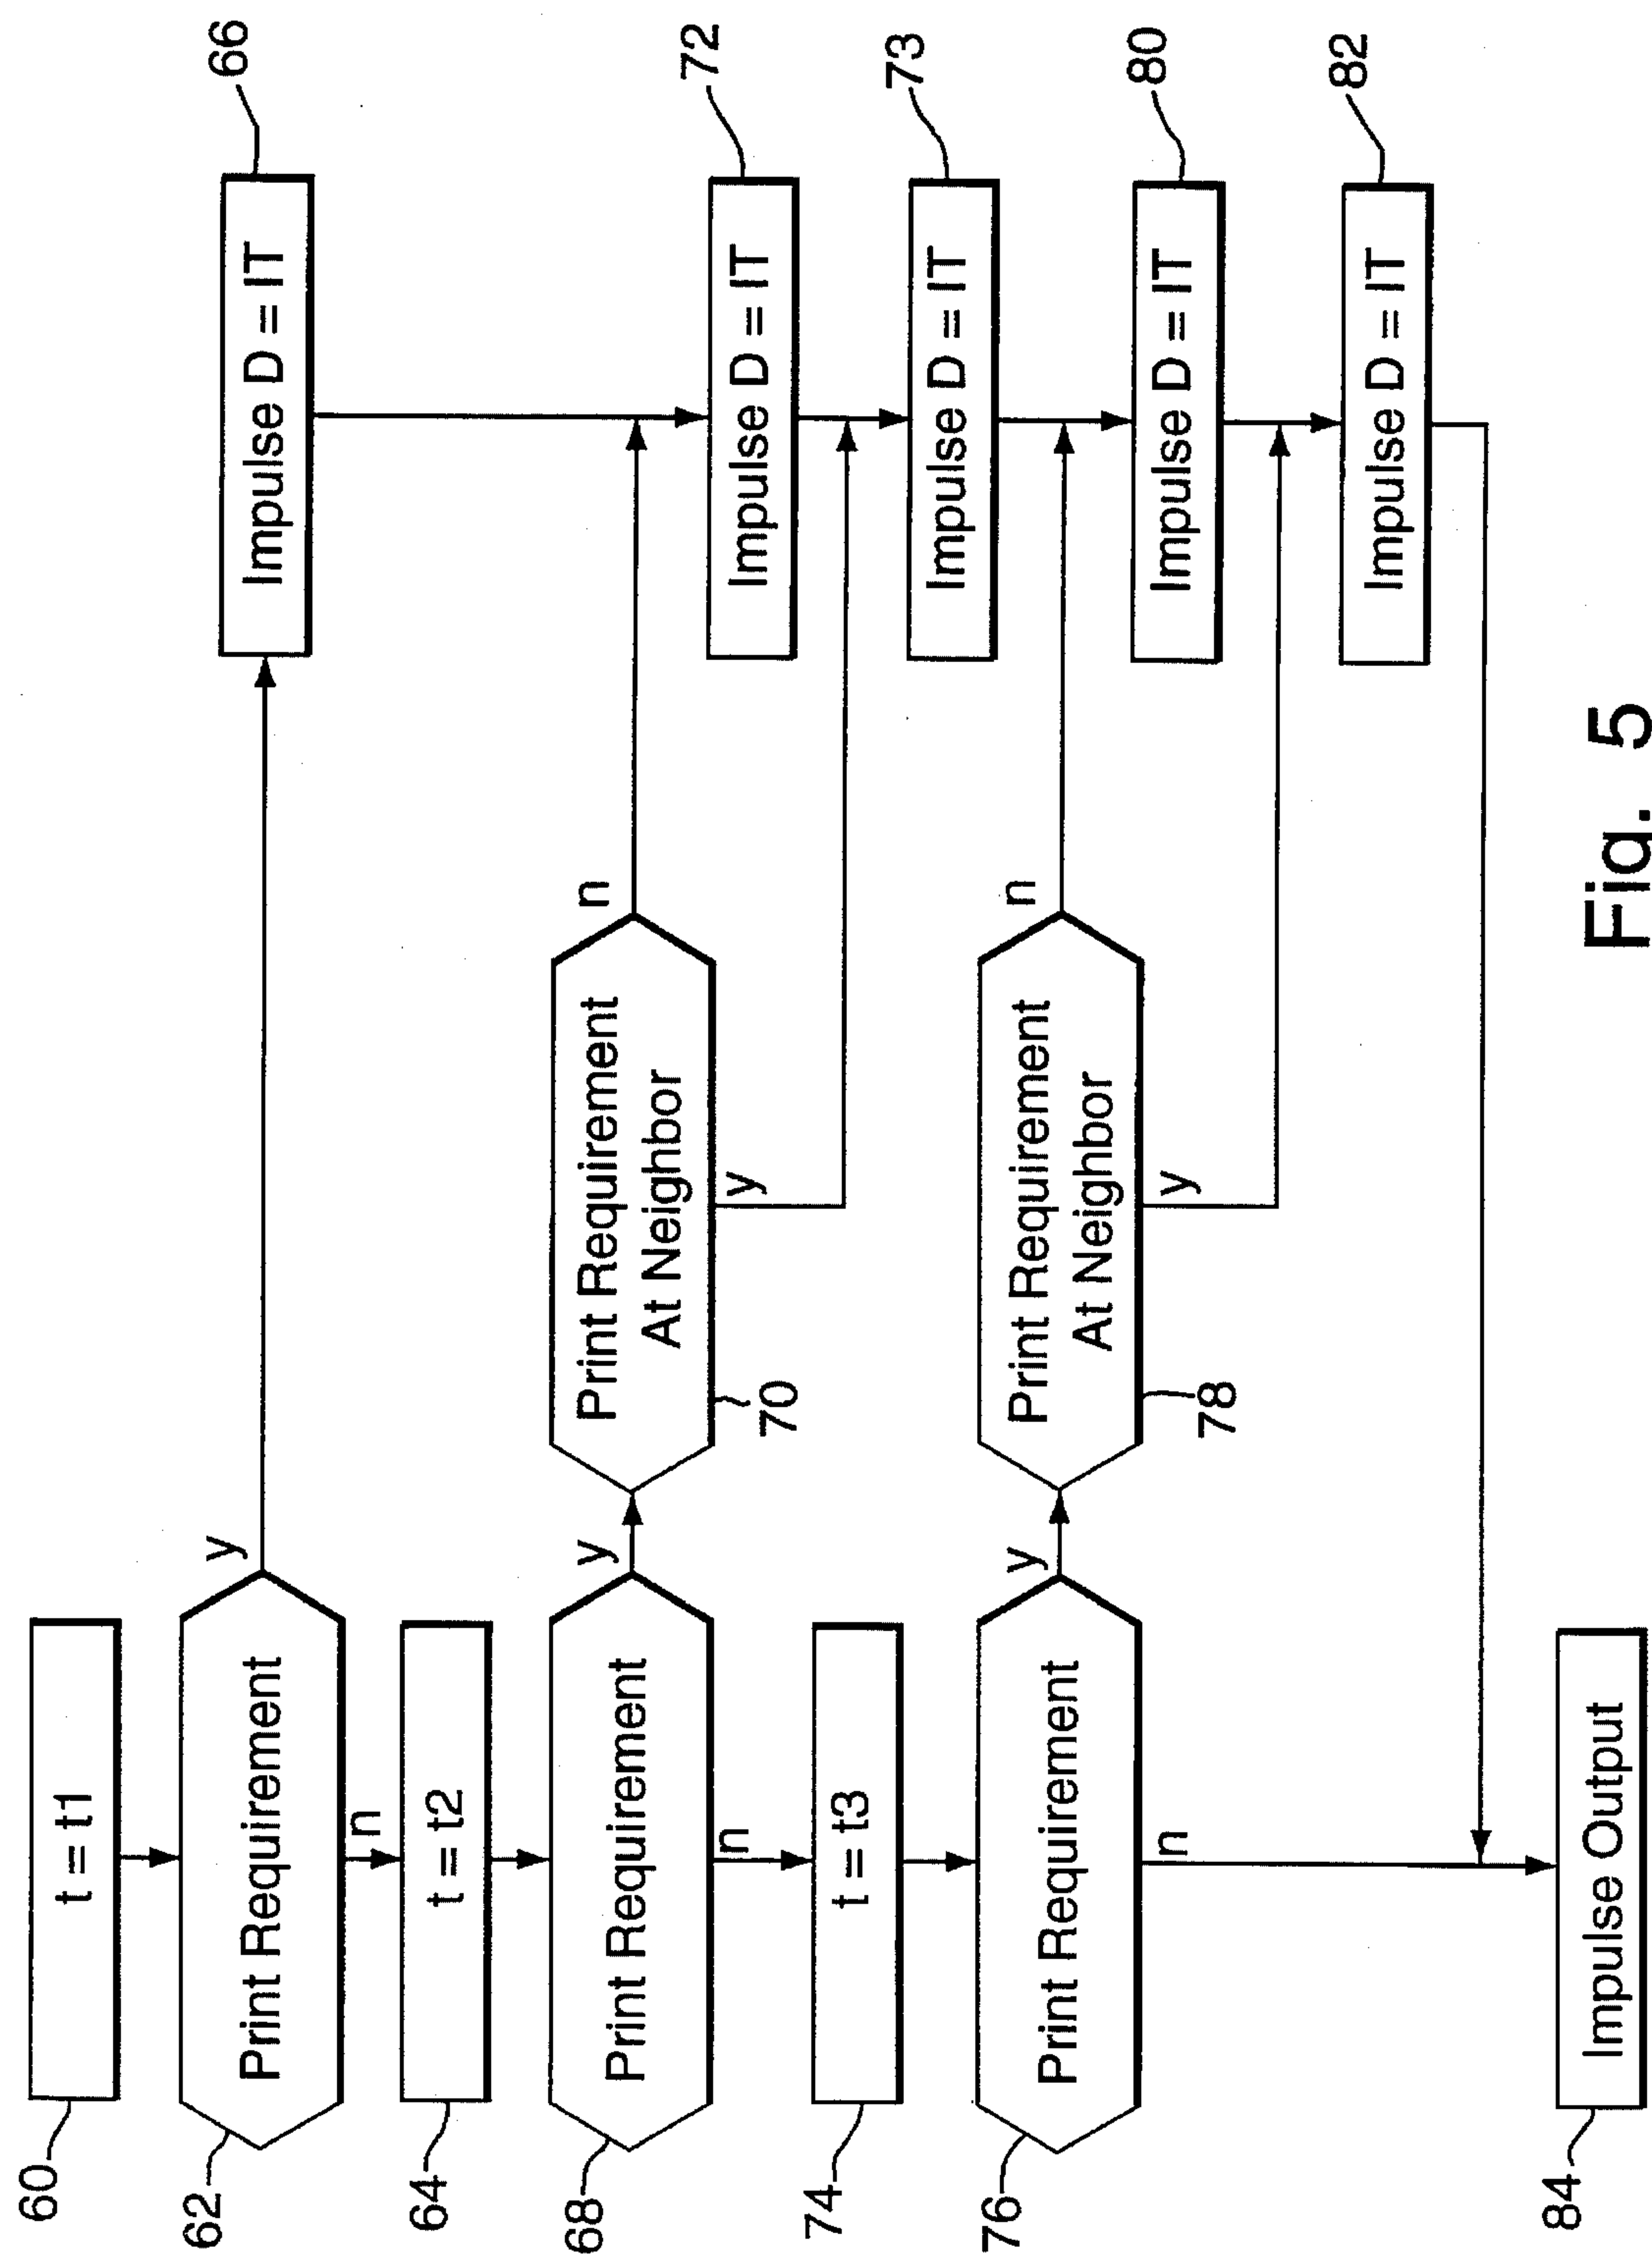 60
t = t1
62
Print Requirement
y
n
66
Impulse D = IT
64
t = t2
68
Print Requirement
y
n
70
Print Requirement
At Neighbor
n
y
72
Impulse D = IT
73
Impulse D = IT
74
t = t3
76
Print Requirement
y
n
78
Print Requirement
At Neighbor
n
y
80
Impulse D = IT
82
Impulse D = IT
84
Impulse Output
Fig. 5